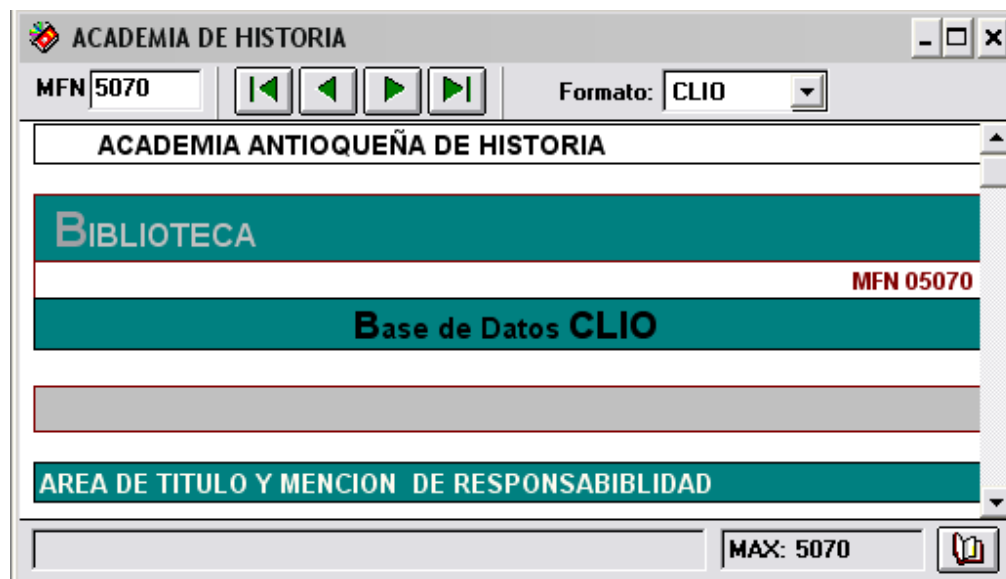 ACADEMIA DE HISTORIA
MFN 5070 Formato: CLIO
ACADEMIA ANTIOQUEÑA DE HISTORIA
BIBLIOTECA
MFN 05070
Base de Datos CLIO
AREA DE TITULO Y MENCION DE RESPONSABIBLIDAD
MAX: 5070